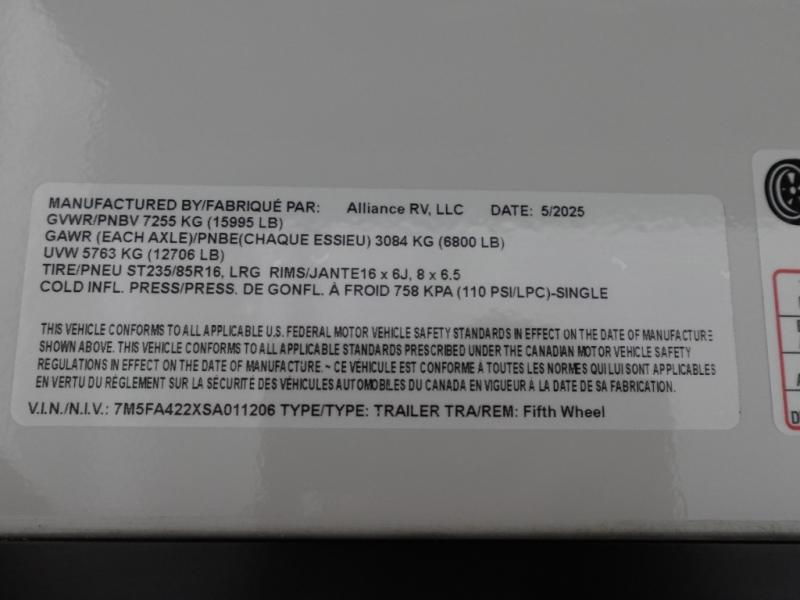 MANUFACTURED BY/FABRIQUÉ PAR: Alliance RV, LLC DATE: 5/2025
GVWR/PNBV 7255 KG (15995 LB)
GAWR (EACH AXLE)/PNBE(CHAQUE ESSIEU) 3084 KG (6800 LB)
UVW 5763 KG (12706 LB)
TIRE/PNEU ST235/85R16, LRG RIMS/JANTE16 x 6J, 8 x 6.5
COLD INFL. PRESS/PRESS. DE GONFL. À FROID 758 KPA (110 PSI/LPC)-SINGLE
THIS VEHICLE CONFORMS TO ALL APPLICABLE U.S. FEDERAL MOTOR VEHICLE SAFETY STANDARDS IN EFFECT ON THE DATE OF MANUFACTURE
SHOWN ABOVE. THIS VEHICLE CONFORMS TO ALL APPLICABLE STANDARDS PRESCRIBED UNDER THE CANADIAN MOTOR VEHICLE SAFETY
REGULATIONS IN EFFECT ON THE DATE OF MANUFACTURE. ~ CE VÉHICULE EST CONFORME À TOUTES LES NORMES QUI LUI SONT APPLICABLES
EN VERTU DU RÉGLEMENT SUR LA SÉCURITÉ DES VÉHICULES AUTOMOBILES DU CANADA EN VIGUEUR À LA DATE DE SA FABRICATION.
V.I.N./N.I.V.: 7M5FA422XSA011206 TYPE/TYPE: TRAILER TRA/REM: Fifth Wheel